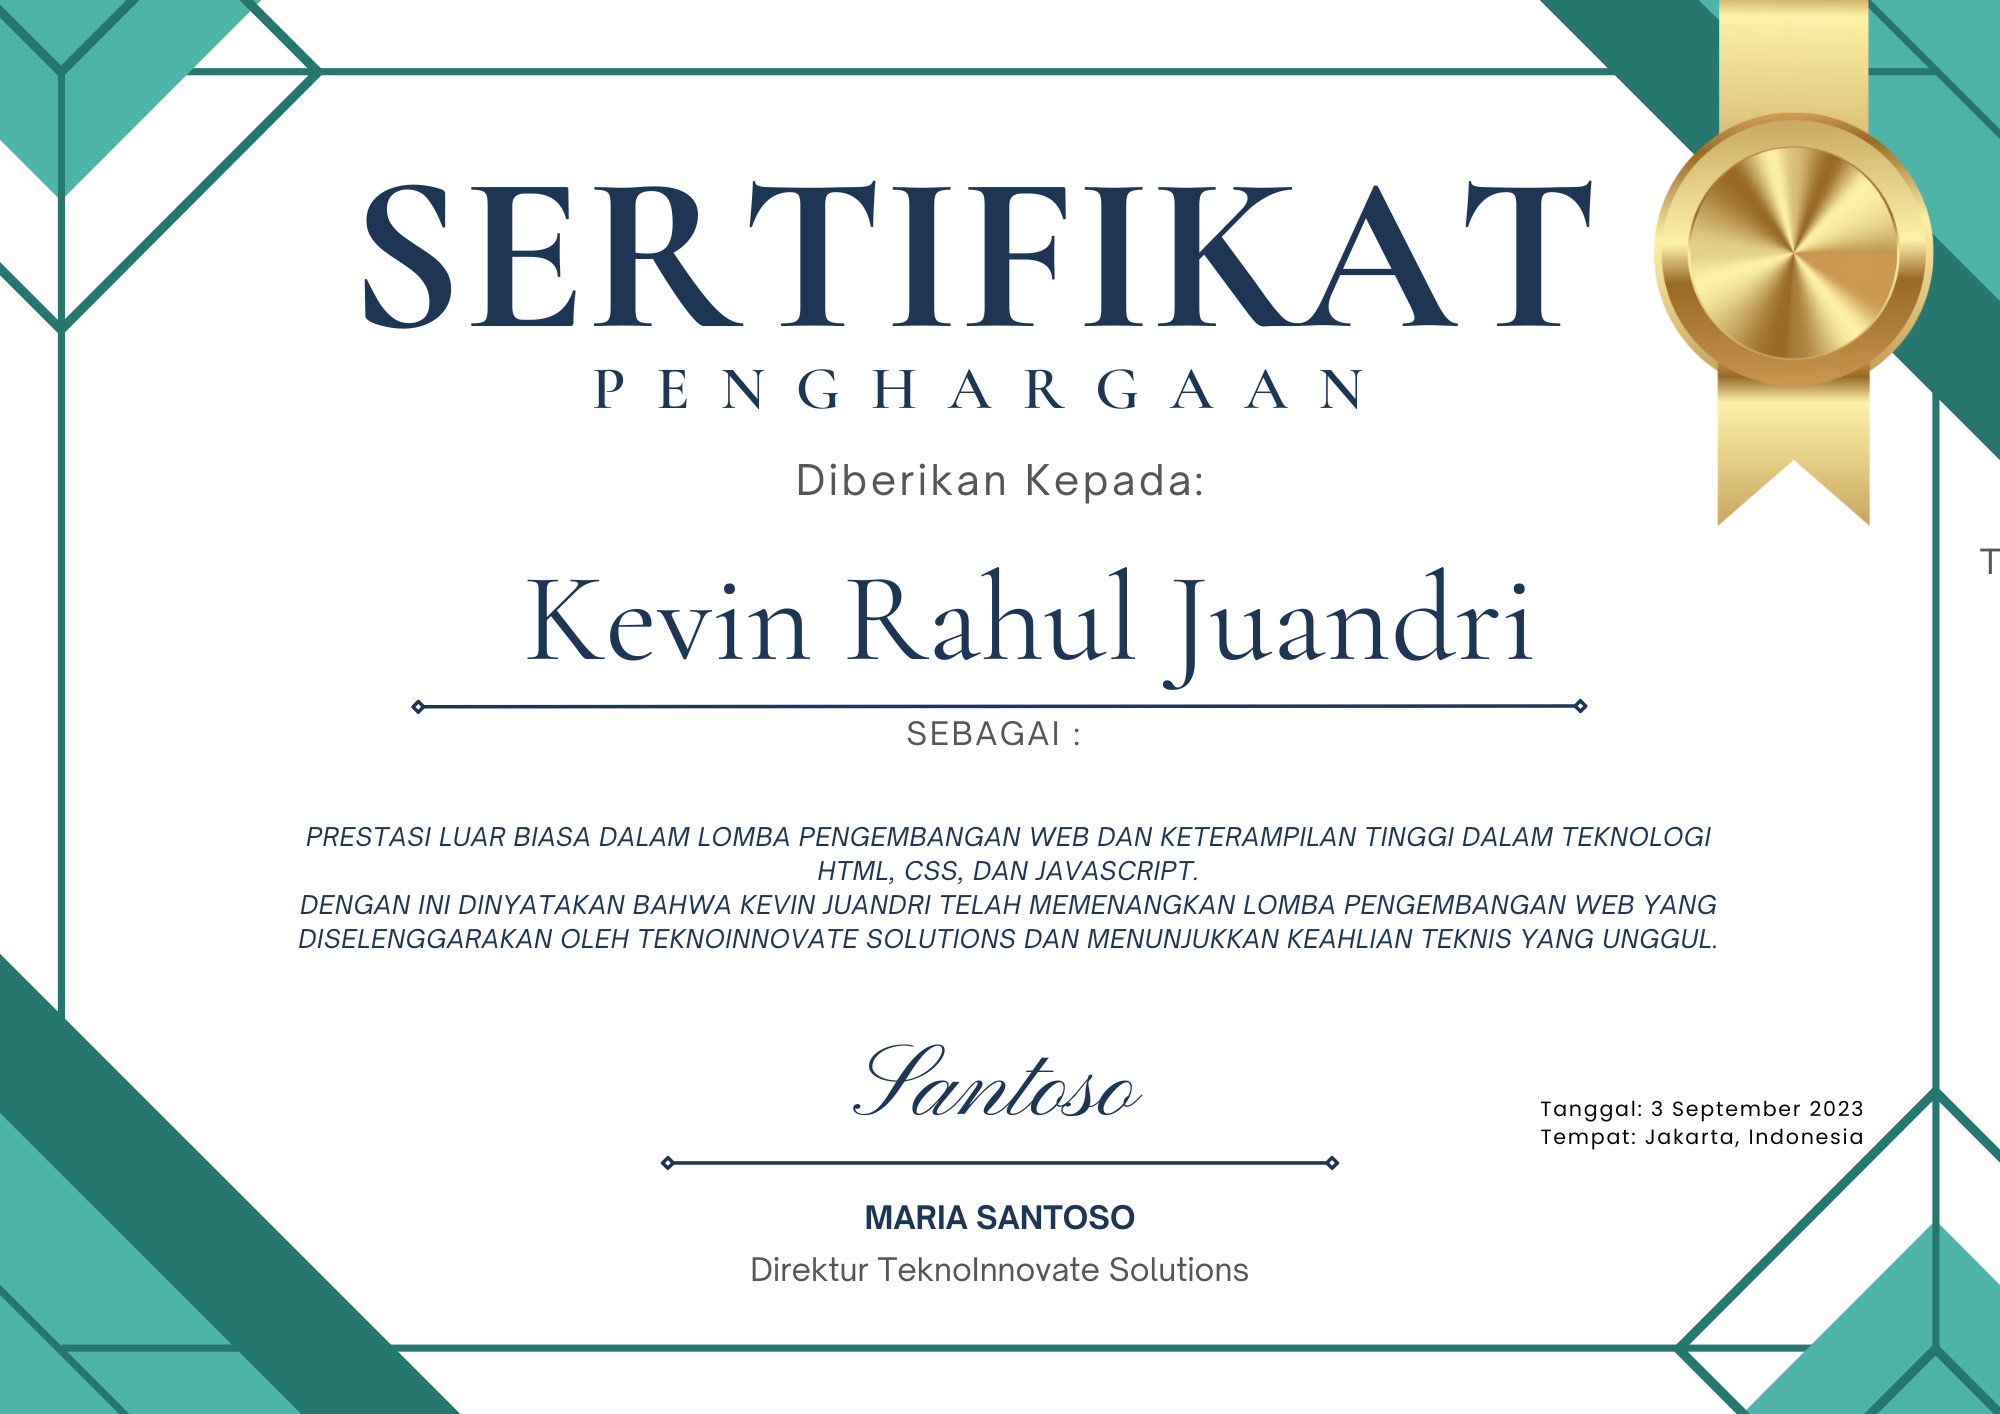 SERTIFIKAT
PENGHARGAAN
Diberikan Kepada:
T
Kevin Rahul Juandri
SEBAGAI :
PRESTASI LUAR BIASA DALAM LOMBA PENGEMBANGAN WEB DAN KETERAMPILAN TINGGI DALAM TEKNOLOGI
HTML, CSS, DAN JAVASCRIPT.
DENGAN INI DINYATAKAN BAHWA KEVIN JUANDRI TELAH MEMENANGKAN LOMBA PENGEMBANGAN WEB YANG
DISELENGGARAKAN OLEH TEKNOINNOVATE SOLUTIONS DAN MENUNJUKKAN KEAHLIAN TEKNIS YANG UNGGUL.
Santoso
Tanggal: 3 September 2023
Tempat: Jakarta, Indonesia
MARIA SANTOSO
Direktur TeknoInnovate Solutions